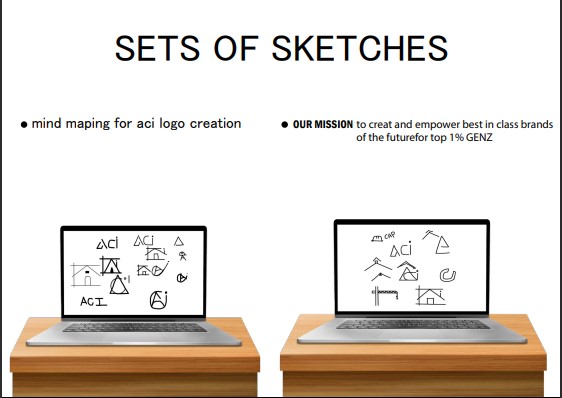 SETS OF SKETCHES
mind maping for aci logo creation
OUR MISSION to creat and empower best in class brands
of the futurefor top 1% GENZ
ACi
ACi
ACI
Ai
CAP
ACi